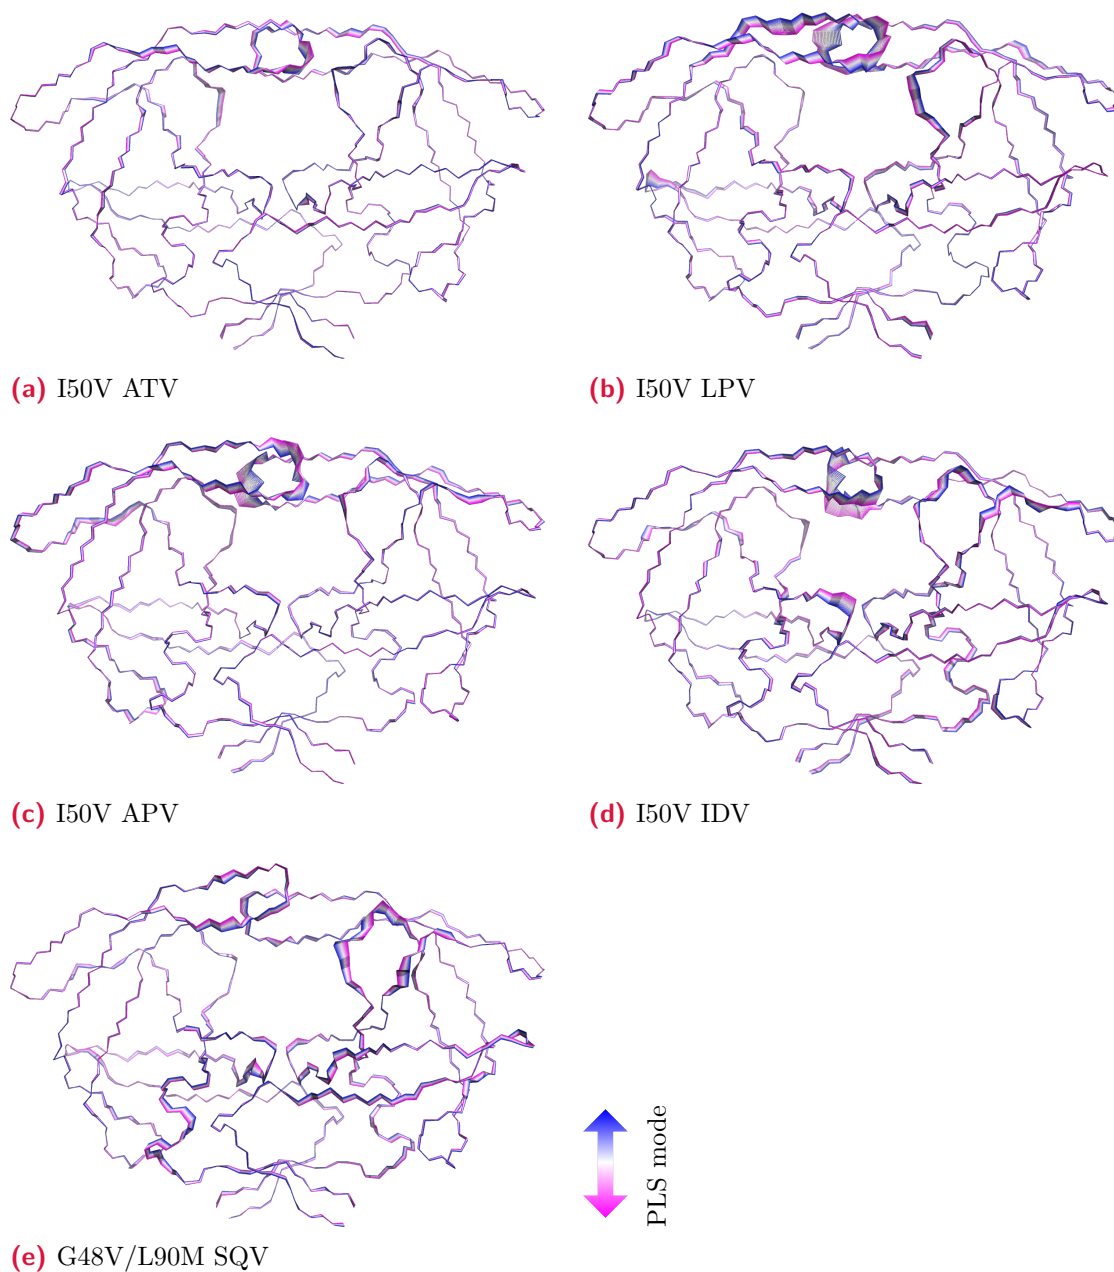 (a) I50V ATV
(b) I50V LPV
(c) I50V APV
(d) I50V IDV
PLS mode
(e) G48V/L90M SQV